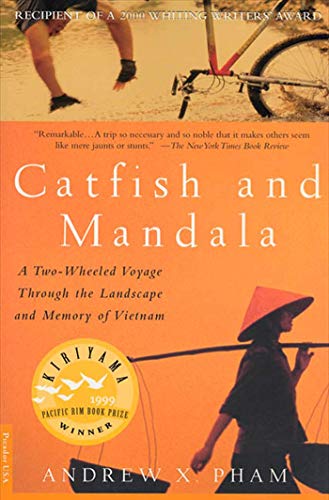 RECIPIENT OF A 2000 WHITING WRITERS' AWARD
"Remarkable...A trip so necessary and so noble that it makes others seem
like mere jaunts or stunts." —The New York Times Book Review
Catfish and
Mandala
A Two-Wheeled Voyage
Through the Landscape
and Memory of Vietnam
KIRIYAMA
1999
PACIFIC RIM BOOK PRIZE
WINNER
Picador USA
ANDREW X. PHAM